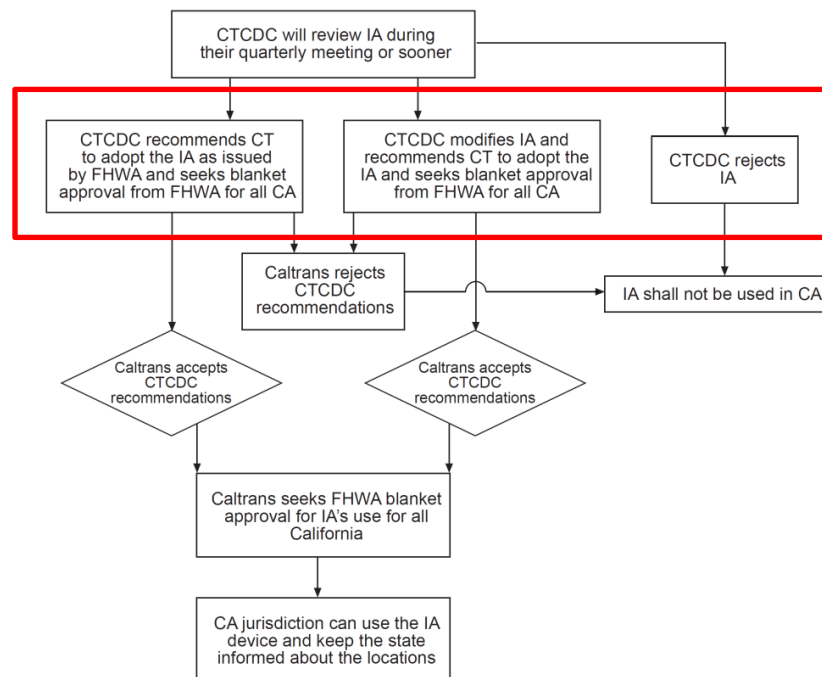 CTCDC will review IA during
their quarterly meeting or sooner
CTCDC recommends CT
to adopt the IA as issued
by FHWA and seeks blanket
approval from FHWA for all CA
CTCDC modifies IA and
recommends CT to adopt the
IA and seeks blanket approval
from FHWA for all CA
CTCDC rejects
IA
Caltrans rejects
CTCDC
recommendations
IA shall not be used in CA
Caltrans accepts
CTCDC
recommendations
Caltrans accepts
CTCDC
recommendations
Caltrans seeks FHWA blanket
approval for IA's use for all
California
CA jurisdiction can use the IA
device and keep the state
informed about the locations